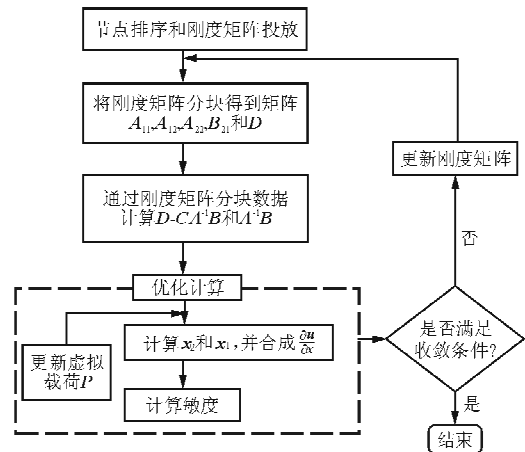 节点排序和刚度矩阵投放
将刚度矩阵分块得到矩阵
A₁₁,A₁₂,A₂₂,B₂₁和D
通过刚度矩阵分块数据
计算D-CA⁻¹B和A⁻¹B
优化计算
更新虚拟
载荷P
计算x₂和x₁,并合成∂u/∂x
计算敏度
更新刚度矩阵
否
是否满足
收敛条件?
是
结束